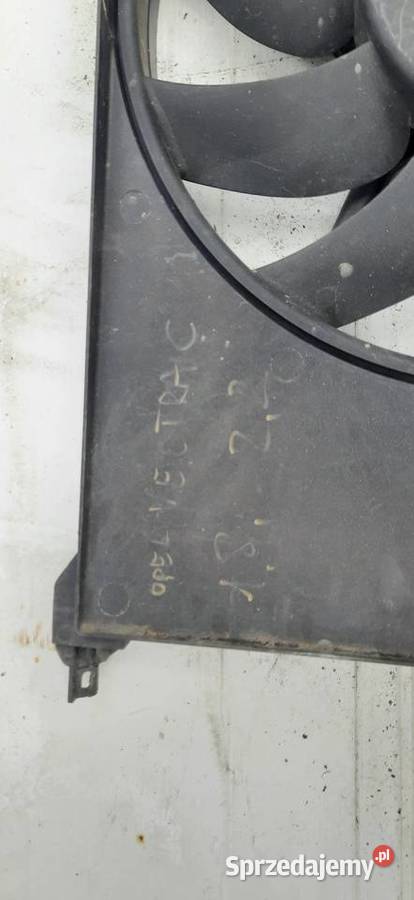 OPEL VECTRA C
1.8. 2.2
Sprzedajemy.pl